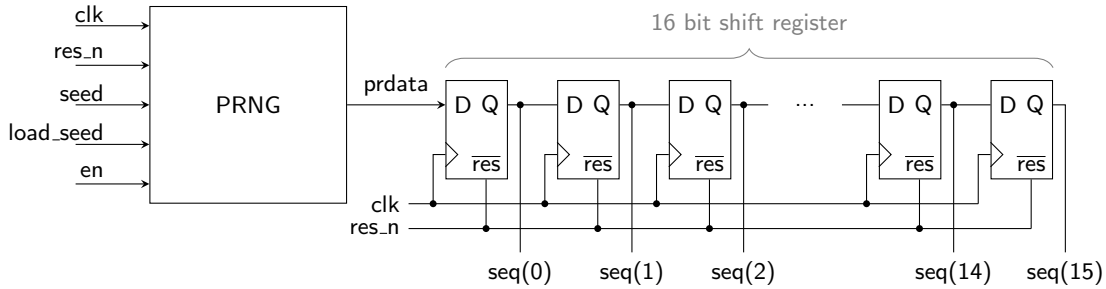 16 bit shift register
clk
res_n
seed
load_seed
en
PRNG
prdata
D Q
res
D Q
res
D Q
res
...
D Q
res
D Q
res
clk
res_n
seq(0)
seq(1)
seq(2)
seq(14)
seq(15)